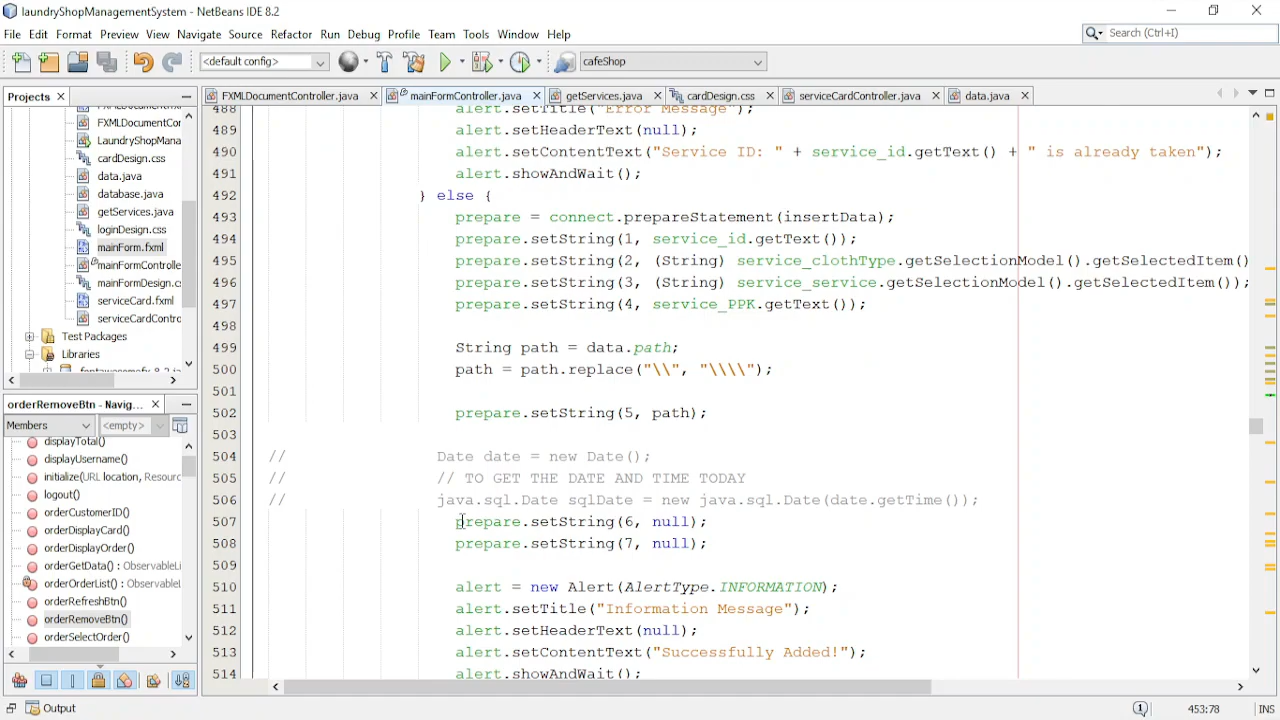 laundryShopManagementSystem - NetBeans IDE 8.2
File Edit Format Preview View Navigate Source Refactor Run Debug Profile Team Tools Window Help
Search (Ctrl+I)
<default config>
cafeShop
Projects
FXMLDocumentController.java
mainFormController.java
getServices.java
cardDesign.css
serviceCardController.java
data.java
FXMLDocumentCor
LaundryShopMana
cardDesign.css
data.java
database.java
getServices.java
loginDesign.css
mainForm.fxml
mainFormControlle
mainFormDesign.c
serviceCard.fxml
serviceCardContro
Test Packages
Libraries
orderRemoveBtn - Navig...
Members
<empty>
displayTotal()
displayUsername()
initialize(URL location, Resourc
logout()
orderCustomerID()
orderDisplayCard()
orderDisplayOrder()
orderGetData() : ObservableL
orderOrderList() : Observable
orderRefreshBtn()
orderRemoveBtn()
orderSelectOrder()
488 alert.setTitle("Error Message");
489 alert.setHeaderText(null);
490 alert.setContentText("Service ID: " + service_id.getText() + " is already taken");
491 alert.showAndWait();
492 } else {
493 prepare = connect.prepareStatement(insertData);
494 prepare.setString(1, service_id.getText());
495 prepare.setString(2, (String) service_clothType.getSelectionModel().getSelectedItem()
496 prepare.setString(3, (String) service_service.getSelectionModel().getSelectedItem());
497 prepare.setString(4, service_PPK.getText());
498
499 String path = data.path;
500 path = path.replace("\\", "\\\\");
501
502 prepare.setString(5, path);
503
504 // Date date = new Date();
505 // // TO GET THE DATE AND TIME TODAY
506 // java.sql.Date sqlDate = new java.sql.Date(date.getTime());
507 prepare.setString(6, null);
508 prepare.setString(7, null);
509
510 alert = new Alert(AlertType.INFORMATION);
511 alert.setTitle("Information Message");
512 alert.setHeaderText(null);
513 alert.setContentText("Successfully Added!");
514 alert.showAndWait();
Output
1
453:78
INS